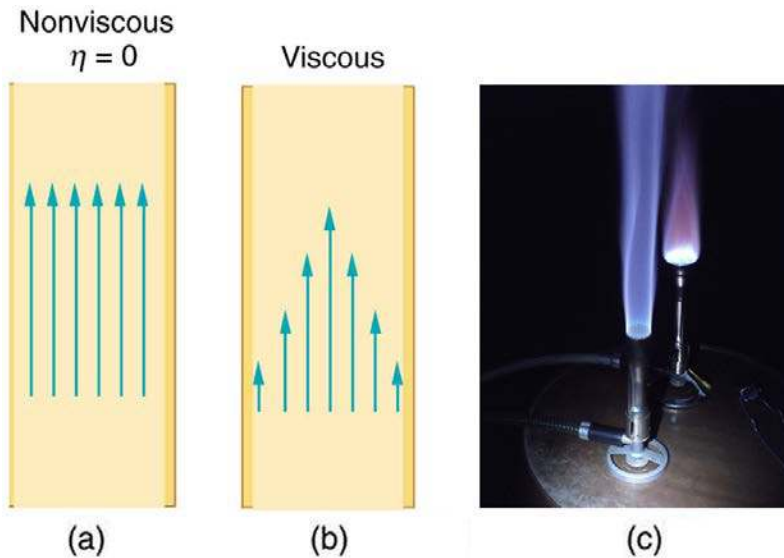 Nonviscous
η = 0
Viscous
(a)
(b)
(c)